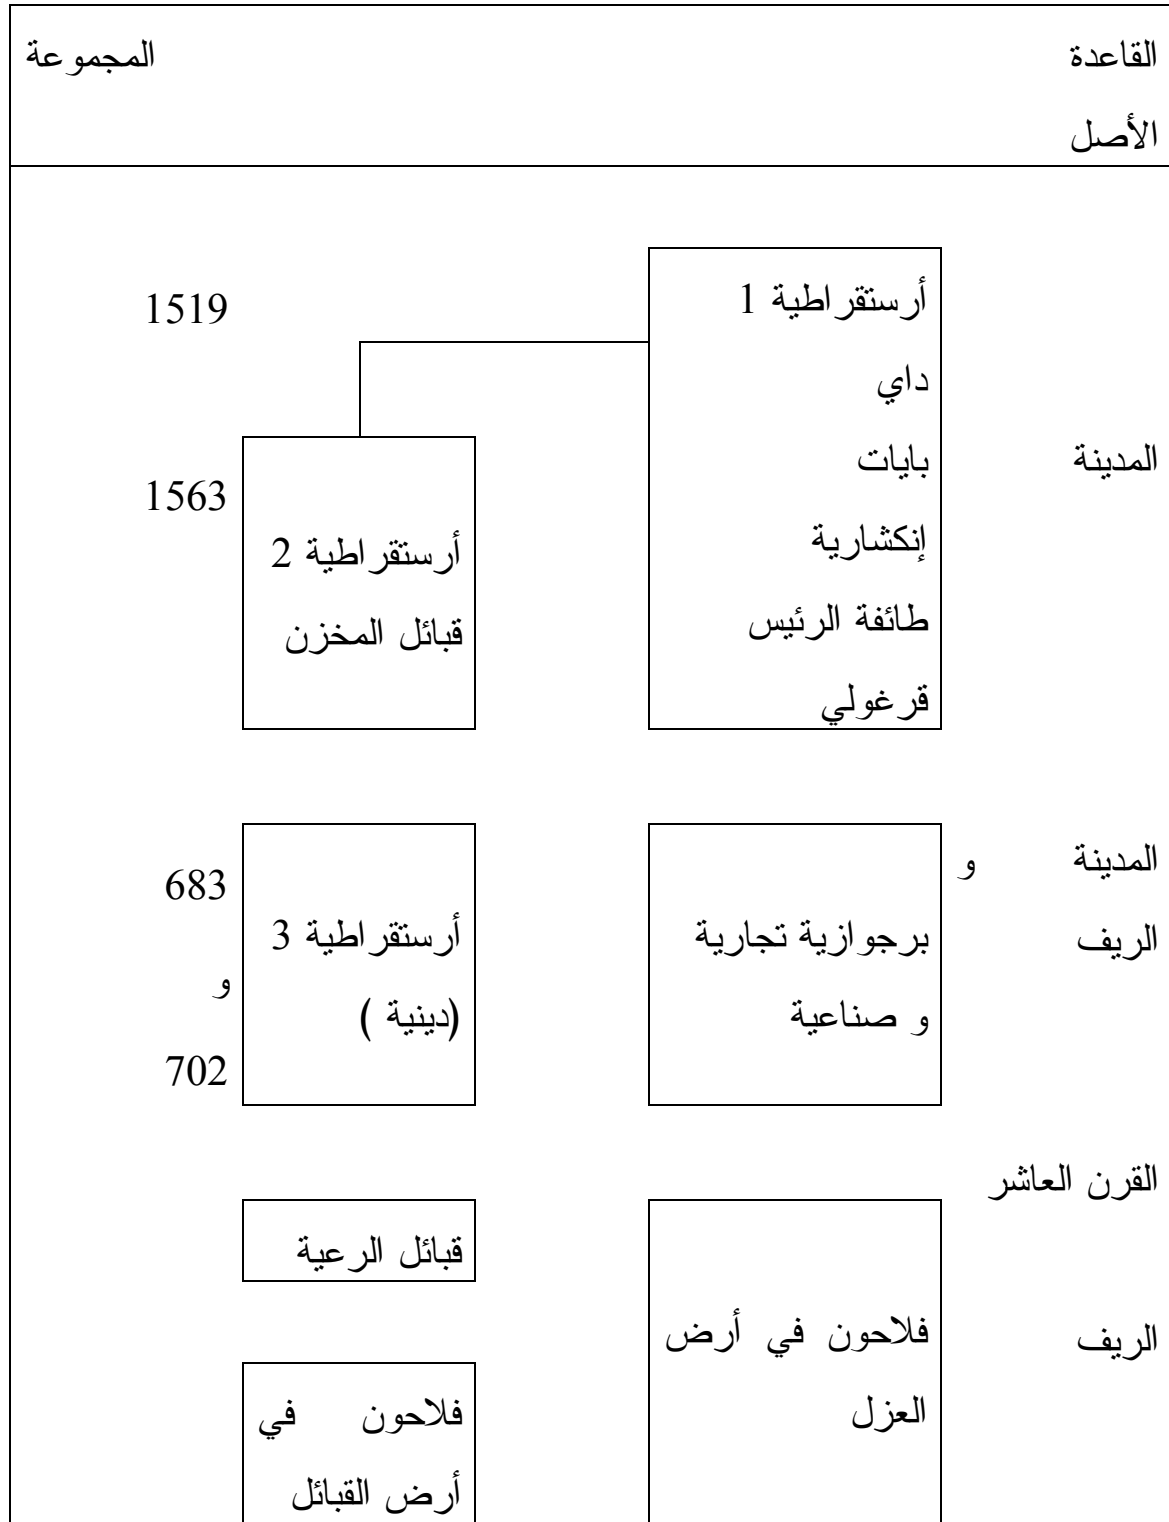 القاعدة المجموعة
الأصل
أرستقراطية 1
داي
بايات
إنكشارية
طائفة الرئيس
قرغولي
المدينة
1519
1563
أرستقراطية 2
قبائل المخزن
المدينة و
الريف
برجوازية تجارية
و صناعية
أرستقراطية 3
(دينية )
683
و
702
القرن العاشر
قبائل الرعية
الريف
فلاحون في أرض
العزل
فلاحون في
أرض القبائل